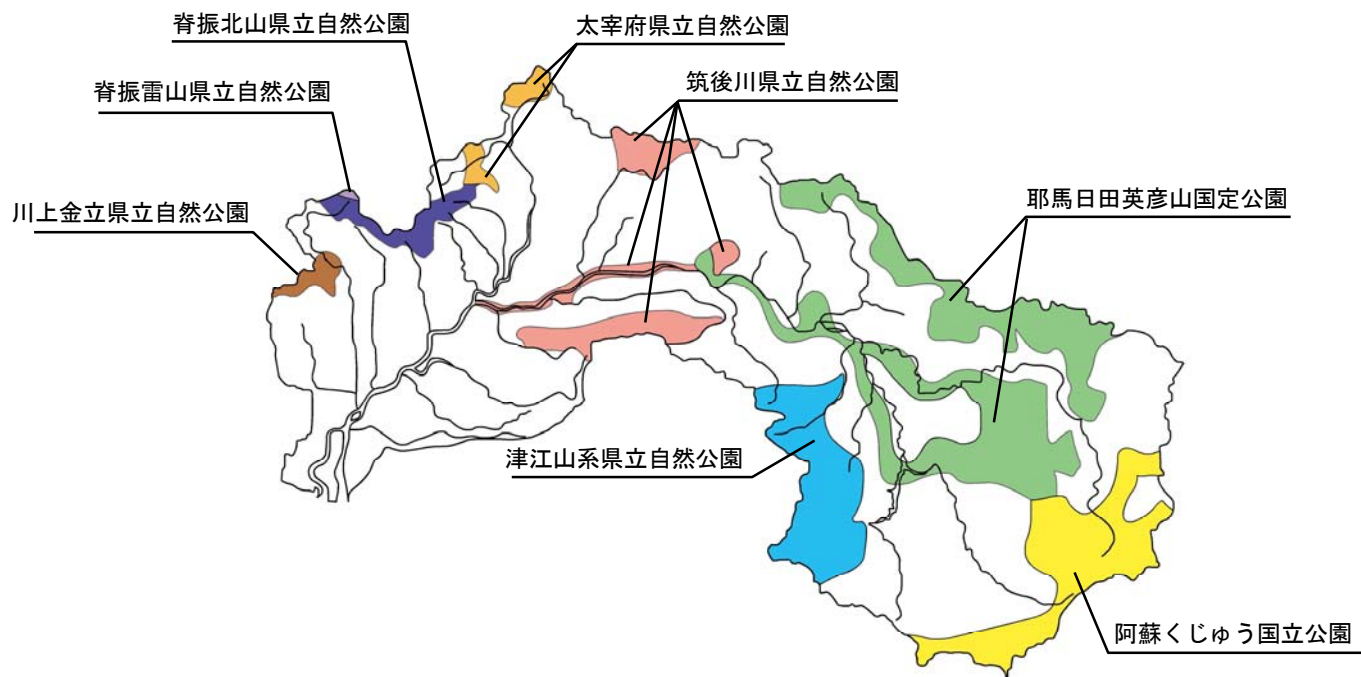 脊振北山県立自然公園
太宰府県立自然公園
筑後川県立自然公園
脊振雷山県立自然公園
耶馬日田英彦山国定公園
川上金立県立自然公園
津江山系県立自然公園
阿蘇くじゅう国立公園